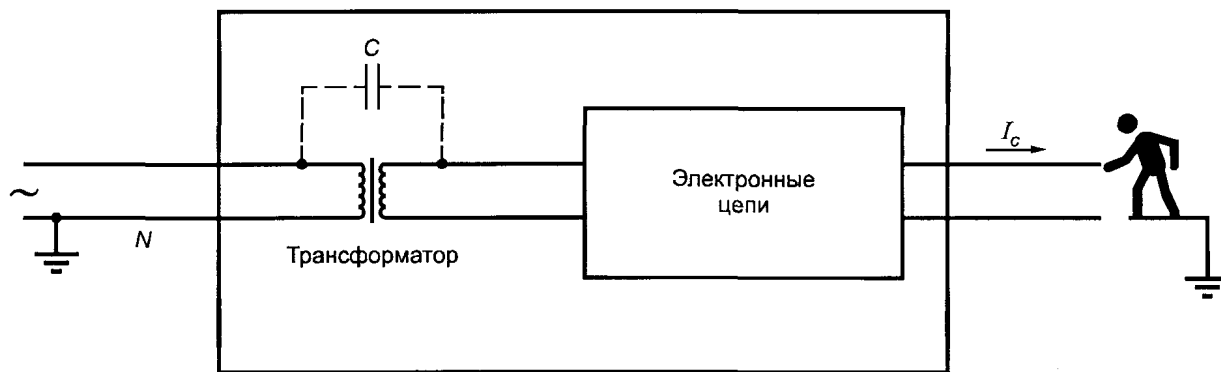 C
I_c
Электронные
цепи
~
N
Трансформатор